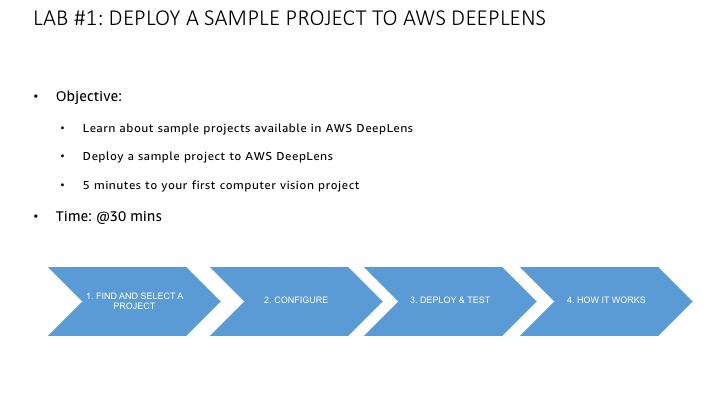 LAB #1: DEPLOY A SAMPLE PROJECT TO AWS DEEPLENS
• Objective:
• Learn about sample projects available in AWS DeepLens
• Deploy a sample project to AWS DeepLens
• 5 minutes to your first computer vision project
• Time: @30 mins
1. FIND AND SELECT A
PROJECT
2. CONFIGURE
3. DEPLOY & TEST
4. HOW IT WORKS